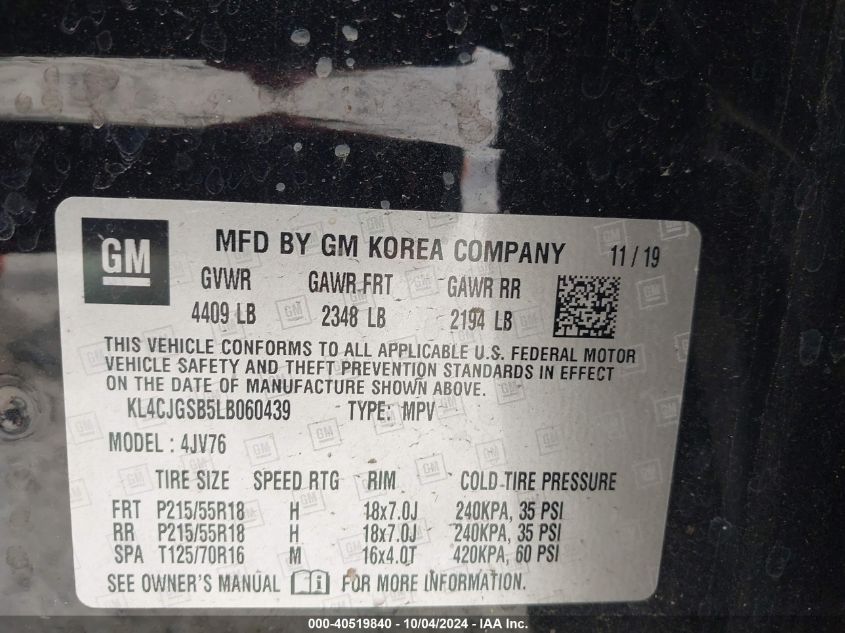 GM MFD BY GM KOREA COMPANY 11 / 19
GVWR GAWR FRT GAWR RR
4409 LB 2348 LB 2194 LB
THIS VEHICLE CONFORMS TO ALL APPLICABLE U.S. FEDERAL MOTOR
VEHICLE SAFETY AND THEFT PREVENTION STANDARDS IN EFFECT
ON THE DATE OF MANUFACTURE SHOWN ABOVE.
KL4CJGSB5LB060439 TYPE: MPV
MODEL : 4JV76
TIRE SIZE SPEED RTG RIM COLD TIRE PRESSURE
FRT P215/55R18 H 18x7.0J 240KPA, 35 PSI
RR P215/55R18 H 18x7.0J 240KPA, 35 PSI
SPA T125/70R16 M 16x4.0T 420KPA, 60 PSI
SEE OWNER'S MANUAL FOR MORE INFORMATION.
000-40519840 - 10/04/2024 - IAA Inc.